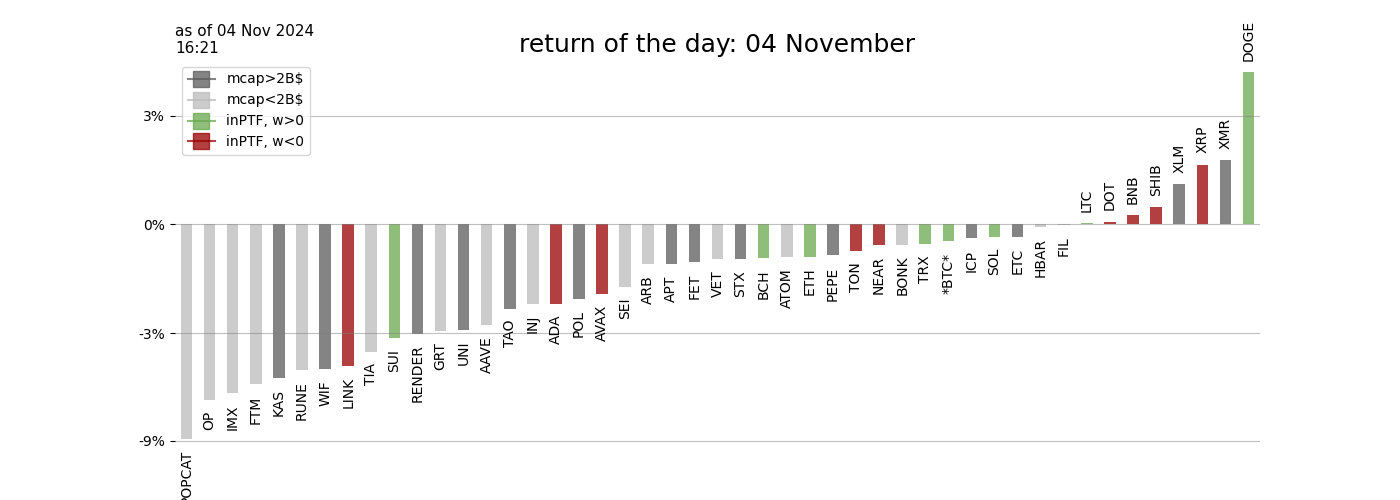 as of 04 Nov 2024
16:21
return of the day: 04 November
mcap>2B$
mcap<2B$
inPTF, w>0
inPTF, w<0
3%
0%
-3%
-9%
OP
IMX
FTM
KAS
RUNE
WIF
LINK
TIA
SUI
RENDER
GRT
UNI
AAVE
TAO
INJ
ADA
POL
AVAX
SEI
ARB
APT
FET
VET
STX
BCH
ATOM
ETH
PEPE
TON
NEAR
BONK
TRX
*BTC*
ICP
SOL
ETC
HBAR
FIL
LTC
DOT
BNB
SHIB
XLM
XRP
XMR
DOGE